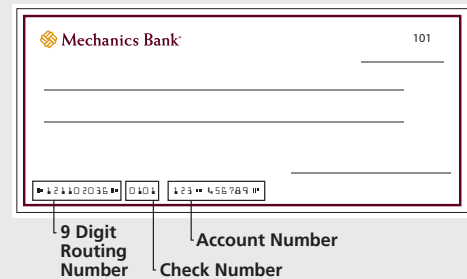 Mechanics Bank
101
⑆121102036⑆ 0101 123⑉456789⑈
9 Digit
Routing
Number
Account Number
Check Number